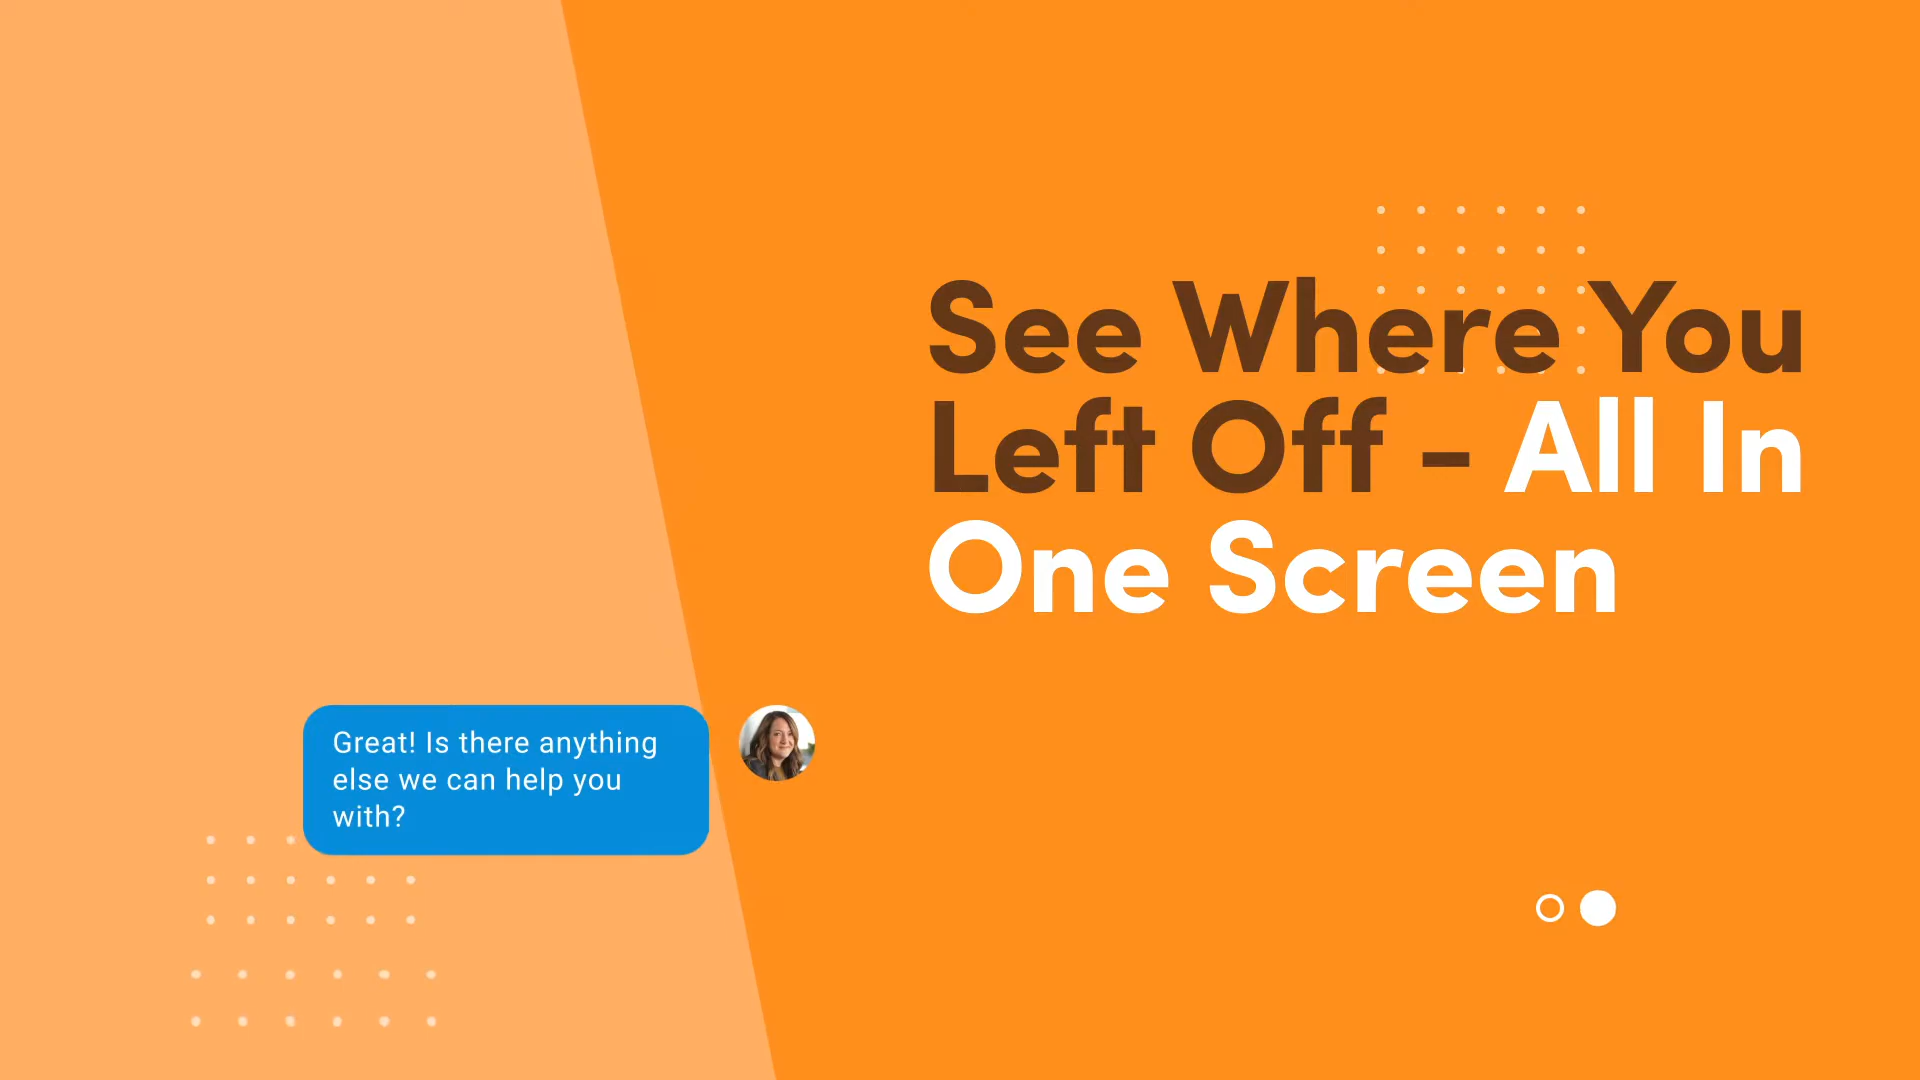 See Where You
Left Off - All In
One Screen
Great! Is there anything
else we can help you
with?